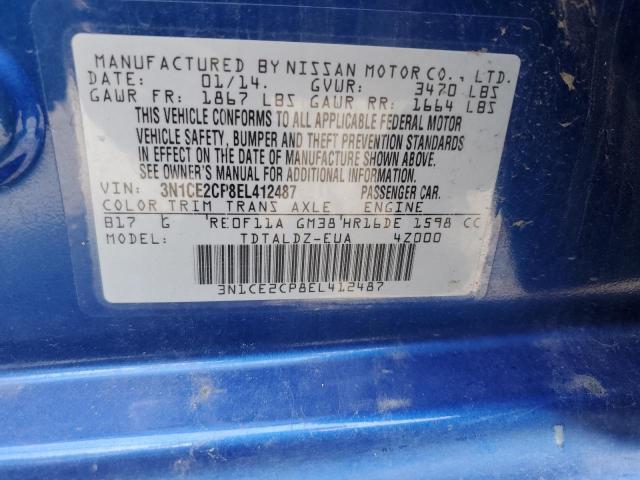 MANUFACTURED BY NISSAN MOTOR CO., LTD.
DATE: 01/14. GVWR: 3470 LBS
GAWR FR: 1867 LBS GAWR RR: 1664 LBS
THIS VEHICLE CONFORMS TO ALL APPLICABLE FEDERAL MOTOR
VEHICLE SAFETY, BUMPER AND THEFT PREVENTION STANDARDS
IN EFFECT ON THE DATE OF MANUFACTURE SHOWN ABOVE.
SEE OWNER'S MANUAL FOR ADDITIONAL INFORMATION.
VIN: 3N1CE2CP8EL412487 PASSENGER CAR.
COLOR TRIM TRANS AXLE ENGINE
B17 G 'RE0F11A GM38'HR16DE 1598 CC
MODEL: TDTALDZ-EUA 4Z000
3N1CE2CP8EL412487